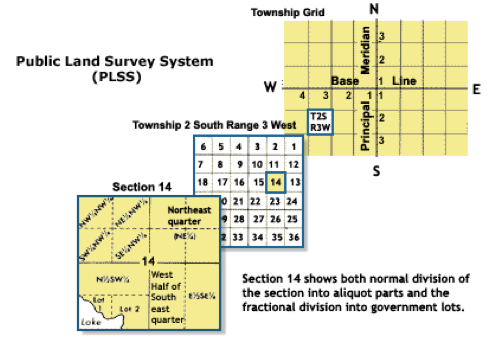 Township Grid
N
Public Land Survey System
(PLSS)
Meridian
3
2
W
Base
1
Line
E
4 3 2 1 1
T2S
R3W
Principal
2
3
S
Township 2 South Range 3 West
6 5 4 3 2 1
7 8 9 10 11 12
18 17 16 15 14 13
0 21 22 23 24
9 28 27 26 25
2 33 34 35 36
Section 14
NW¼NW¼
NE¼NW¼
SW¼NW¼
SE¼NW¼
Northeast
quarter
(NE¼)
14
N½SW¼
West
Half of
South
east
quarter
E½SE¼
Lot
1
Lot 2
Lake
Section 14 shows both normal division of
the section into aliquot parts and the
fractional division into government lots.